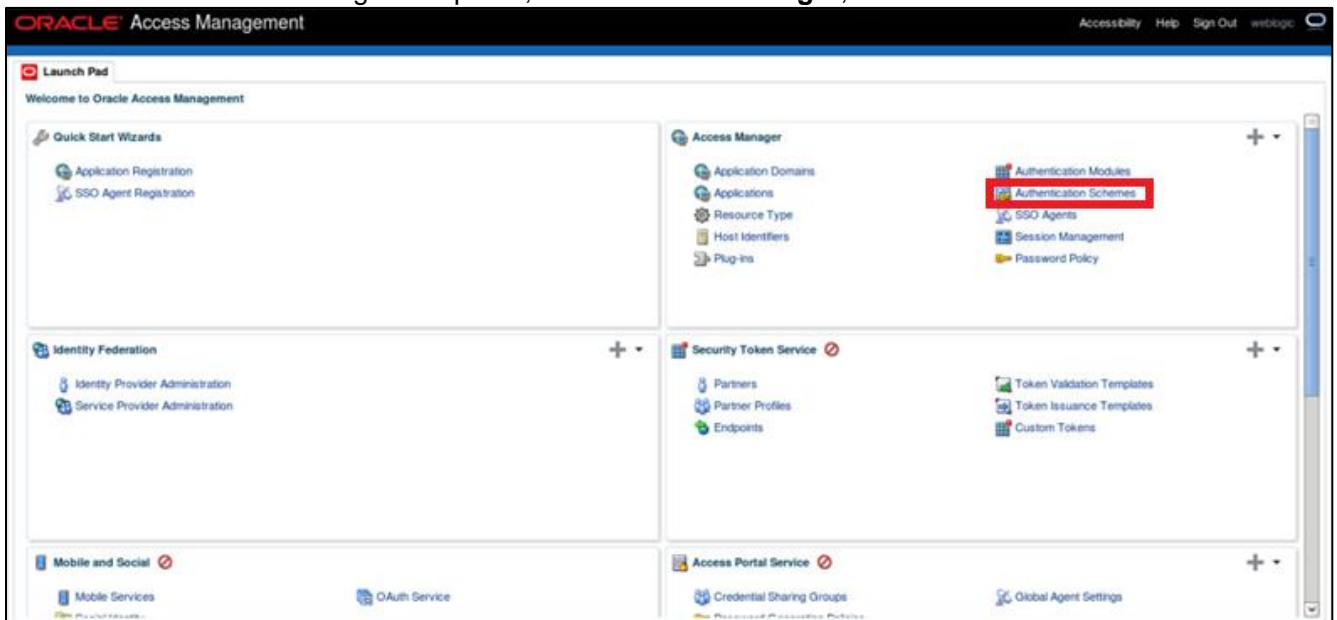 ORACLE Access Management
Accessibility Help Sign Out weblogic
Launch Pad
Welcome to Oracle Access Management
Quick Start Wizards
Application Registration
SSO Agent Registration
Access Manager
Application Domains
Applications
Resource Type
Host Identifiers
Plug-ins
Authentication Modules
Authentication Schemes
SSO Agents
Session Management
Password Policy
Identity Federation
Identity Provider Administration
Service Provider Administration
Security Token Service
Partners
Partner Profiles
Endpoints
Token Validation Templates
Token Issuance Templates
Custom Tokens
Mobile and Social
Mobile Services
OAuth Service
Access Portal Service
Credential Sharing Groups
Global Agent Settings